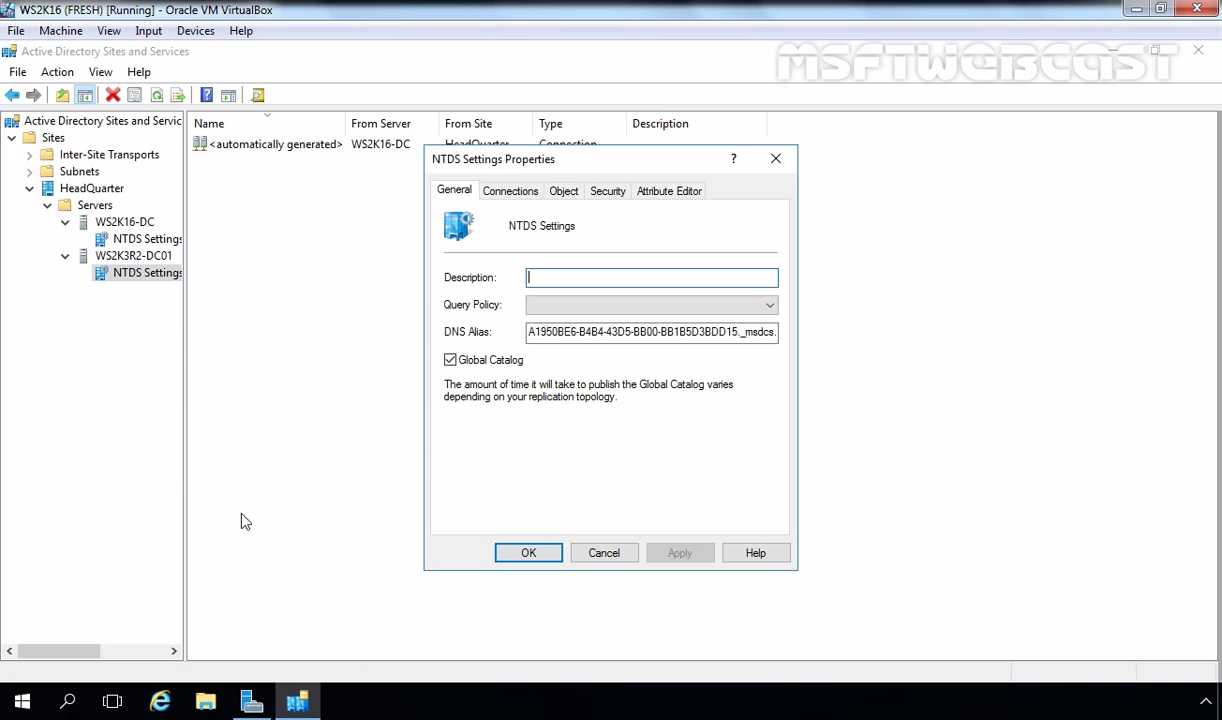 WS2K16 (FRESH) [Running] - Oracle VM VirtualBox
File Machine View Input Devices Help
Active Directory Sites and Services
MSFTWEBCAST
File Action View Help
Active Directory Sites and Servic
Name From Server From Site Type Description
Sites
<automatically generated> WS2K16-DC HeadQuarter Connection
Inter-Site Transports
Subnets
HeadQuarter
Servers
WS2K16-DC
NTDS Settings
WS2K3R2-DC01
NTDS Settings
NTDS Settings Properties
General Connections Object Security Attribute Editor
NTDS Settings
Description:
Query Policy:
DNS Alias: A1950BE6-B4B4-43D5-BB00-BB1B5D3BDD15._msdcs.
Global Catalog
The amount of time it will take to publish the Global Catalog varies
depending on your replication topology.
OK Cancel Apply Help